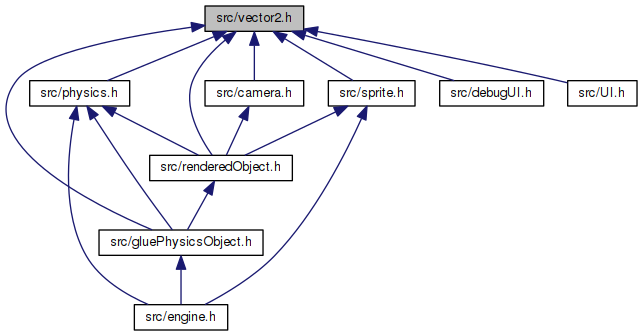 src/vector2.h
src/physics.h
src/camera.h
src/sprite.h
src/debugUI.h
src/UI.h
src/renderedObject.h
src/gluePhysicsObject.h
src/engine.h